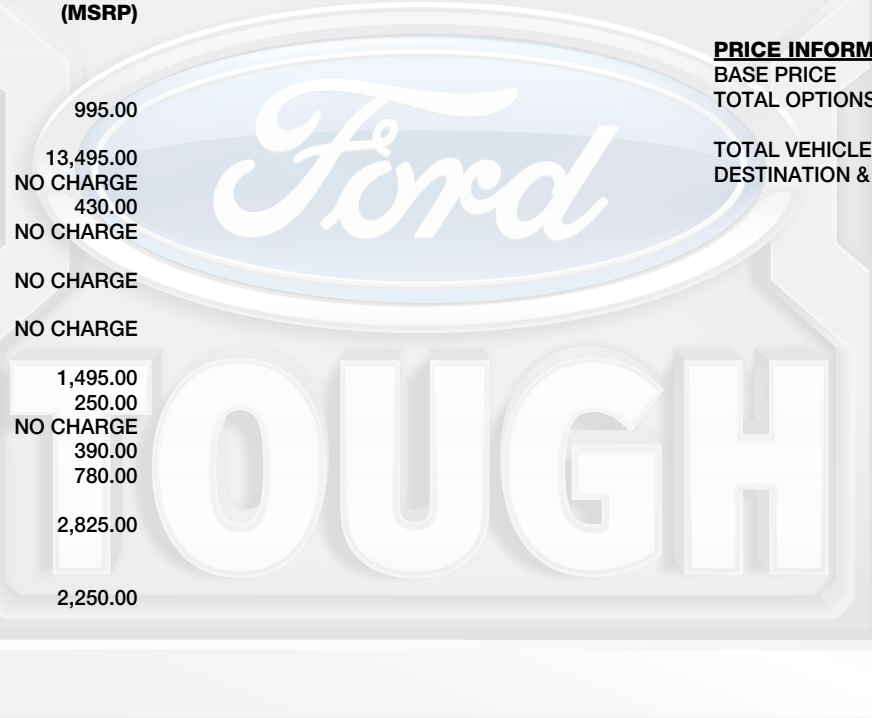 (MSRP)
995.00
13,495.00
NO CHARGE
430.00
NO CHARGE
NO CHARGE
NO CHARGE
1,495.00
250.00
NO CHARGE
390.00
780.00
2,825.00
2,250.00
PRICE INFORM
BASE PRICE
TOTAL OPTIONS
TOTAL VEHICLE
DESTINATION &
Ford
TOUGH